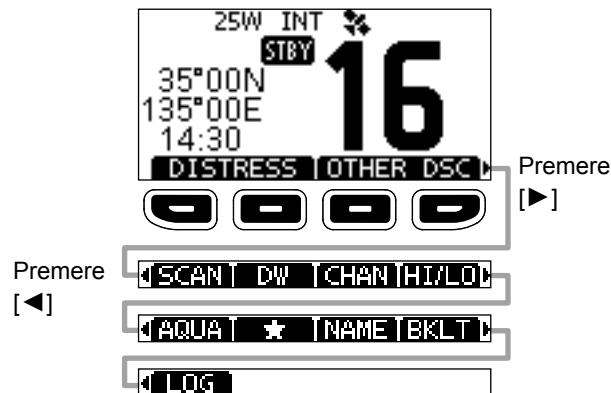 25W INT
STBY
16
35°00N
135°00E
14:30
DISTRESS OTHER DSC
Premere
[►]
Premere
[◄]
SCAN DW CHAN HI/LO
AQUA ★ NAME BKLT
LOG